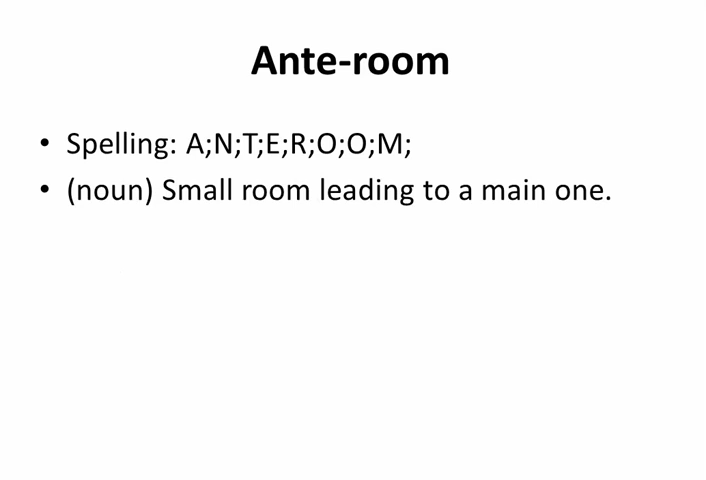 Ante-room
• Spelling: A;N;T;E;R;O;O;M;
• (noun) Small room leading to a main one.